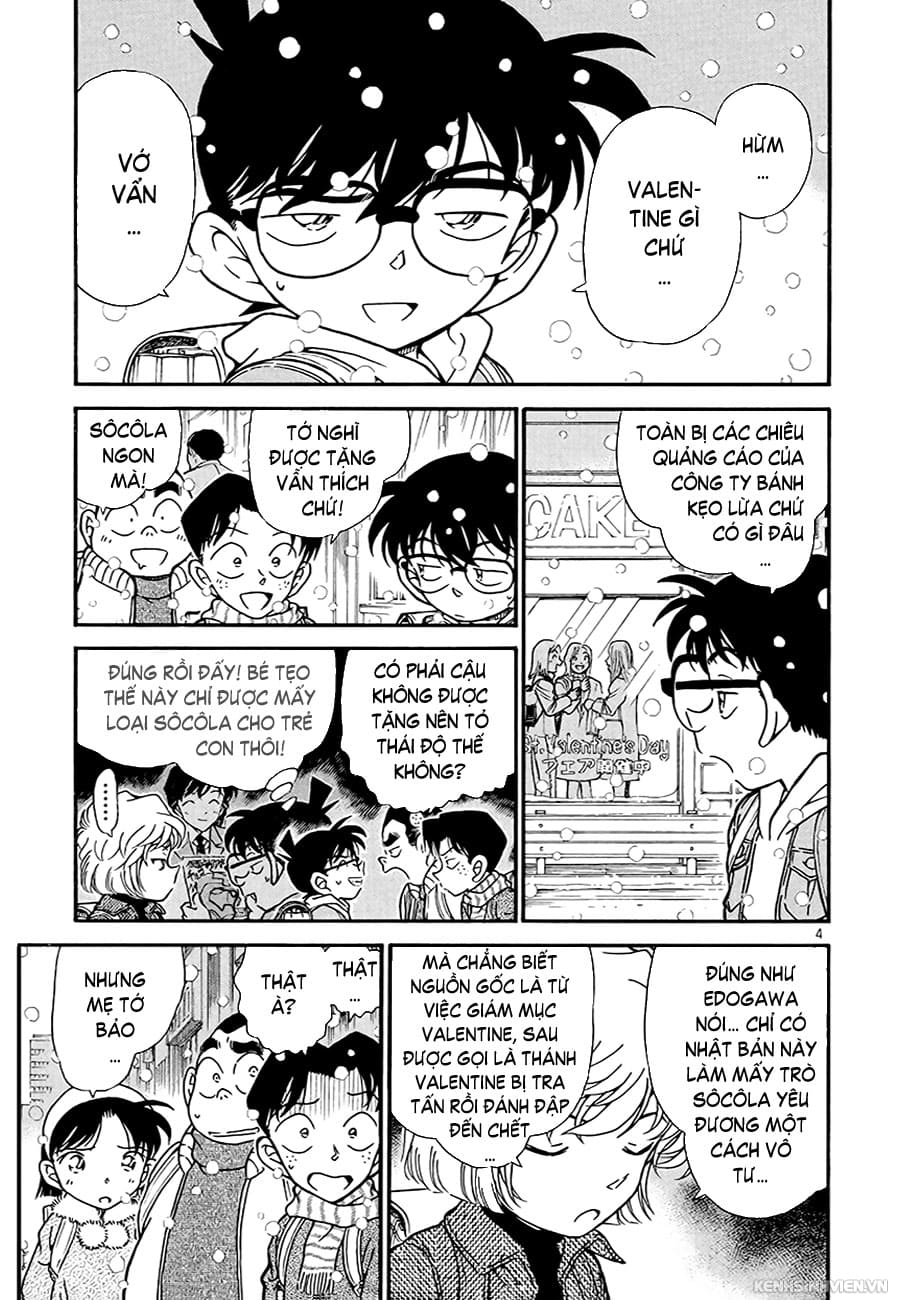 HỪM
...
VALEN-
TINE GÌ
CHỨ
...
VỚ
VẨN
...
TOÀN BỊ CÁC CHIÊU
QUẢNG CÁO CỦA
CÔNG TY BÁNH
KẸO LỪA CHỨ
CÓ GÌ ĐÂU
...
CAKE
St. Valentine's Day
フェア開催中
TỚ NGHĨ
ĐƯỢC TẶNG
VẪN THÍCH
CHỨ!
SÔCÔLA
NGON
MÀ!
CÓ PHẢI CẬU
KHÔNG ĐƯỢC
TẶNG NÊN TỎ
THÁI ĐỘ THẾ
KHÔNG?
ĐÚNG RỒI ĐẤY! BÉ TẸO
THẾ NÀY CHỈ ĐƯỢC MẤY
LOẠI SÔCÔLA CHO TRẺ
CON THÔI!
........
4
ĐÚNG NHƯ
EDOGAWA
NÓI... CHỈ CÓ
NHẬT BẢN NÀY
LÀM MẤY TRÒ
SÔCÔLA YÊU
ĐƯƠNG MỘT
CÁCH VÔ
TƯ...
MÀ CHẲNG BIẾT
NGUỒN GỐC LÀ TỪ
VIỆC GIÁM MỤC
VALENTINE, SAU
ĐƯỢC GỌI LÀ THÁNH
VALENTINE BỊ TRA
TẤN RỒI ĐÁNH ĐẬP
ĐẾN CHẾT
...
THẬT
...
THẬT
À?
NHƯNG
MẸ TỚ
BẢO
...
KENHSINHVIEN.VN